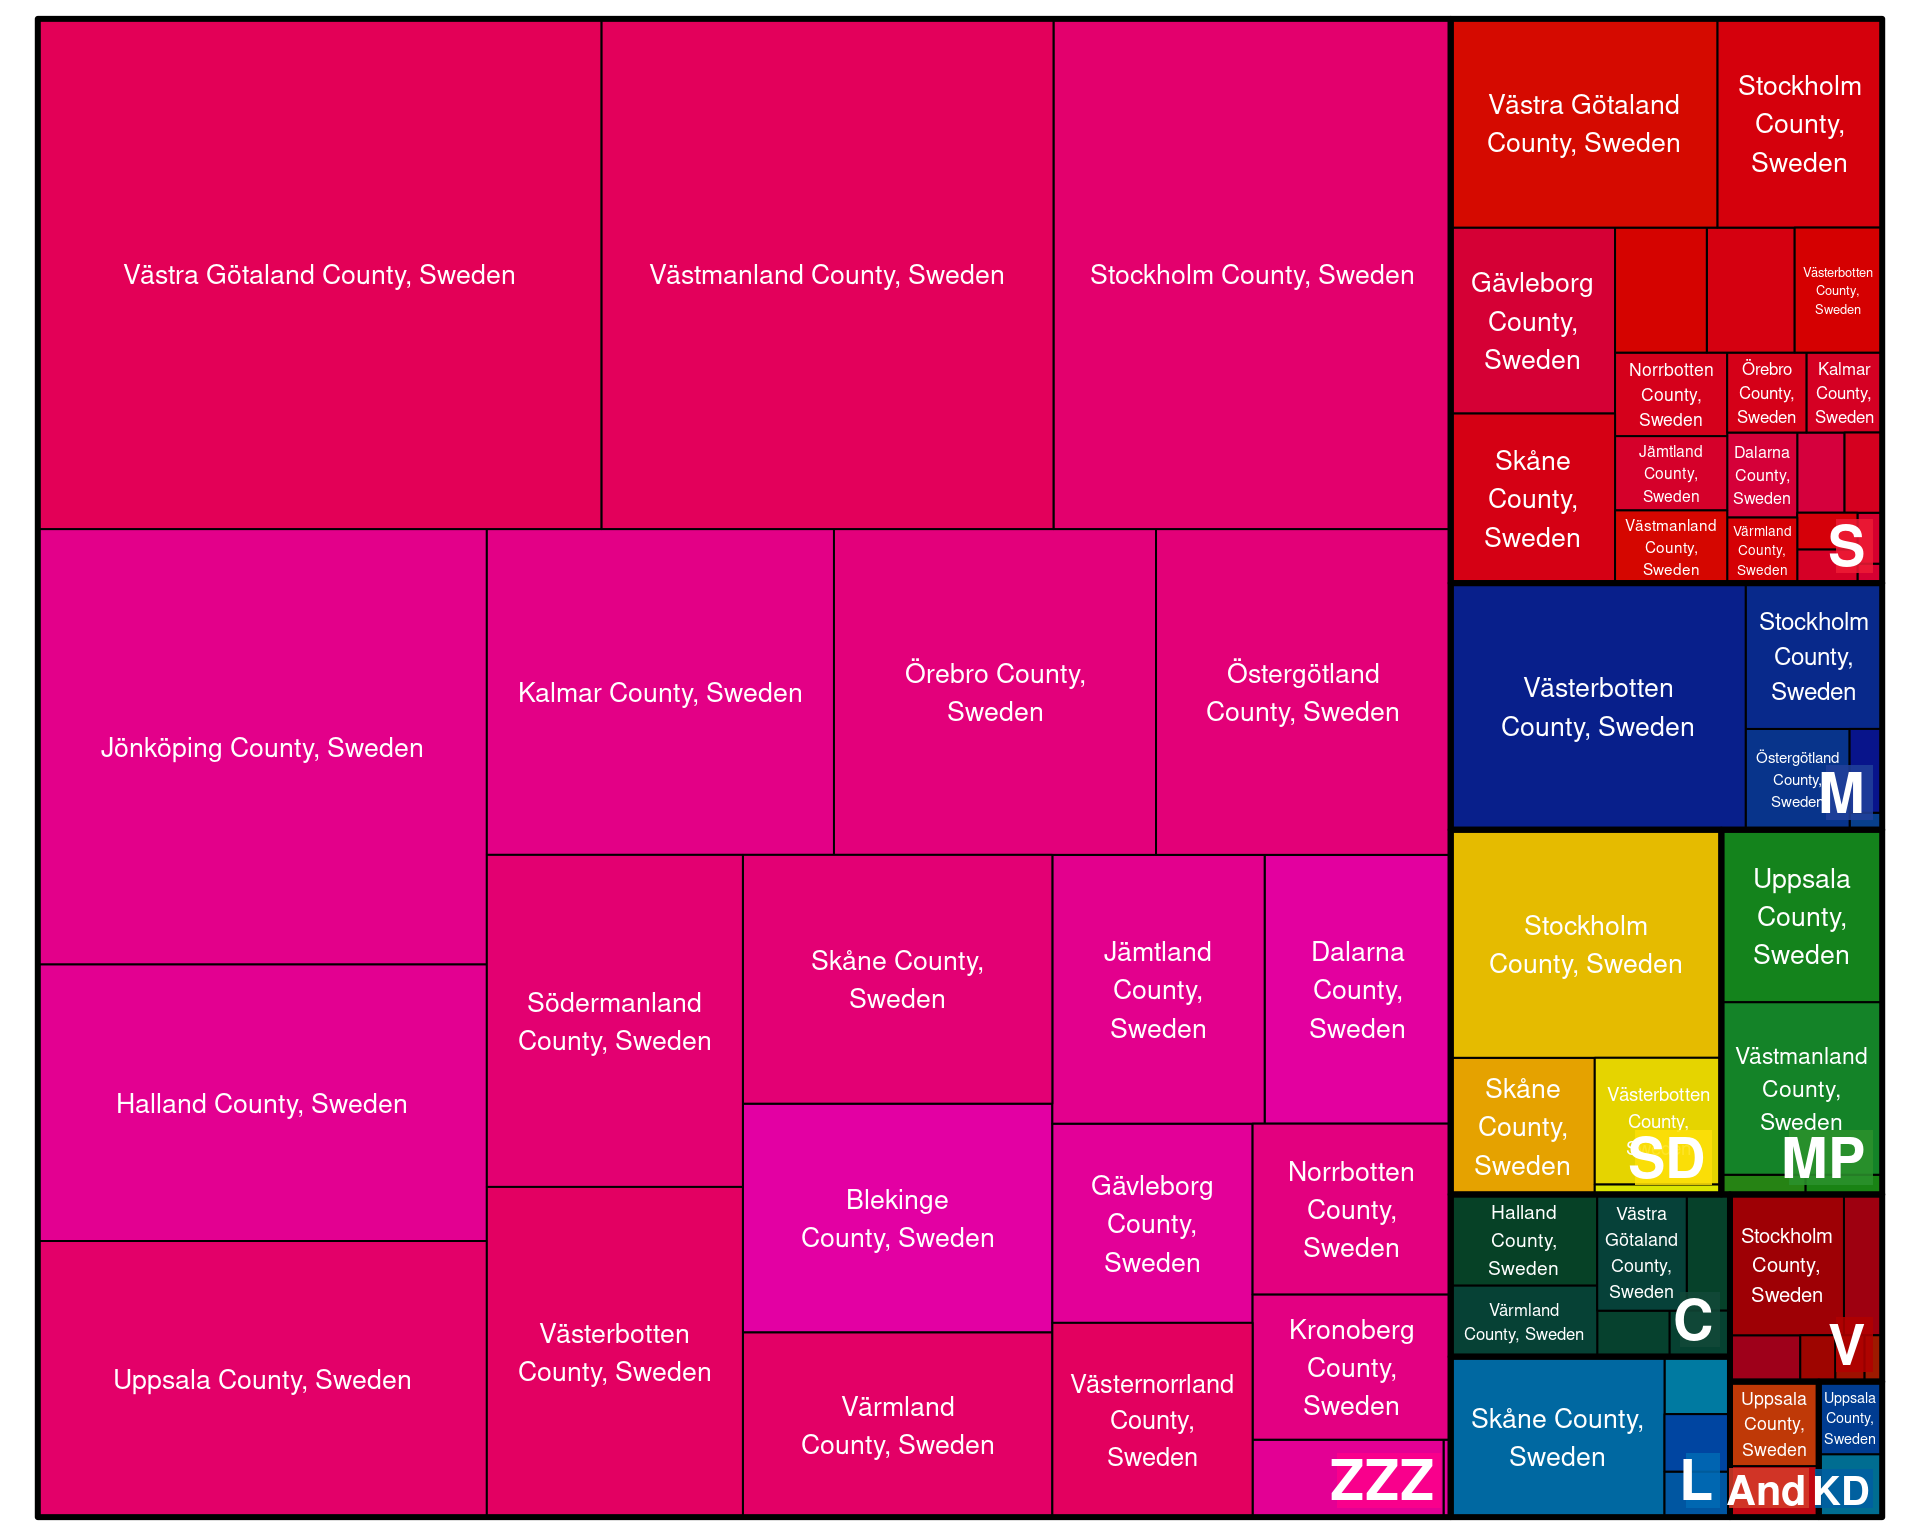 Västra Götaland County, Sweden
Västmanland County, Sweden
Stockholm County, Sweden
Jönköping County, Sweden
Kalmar County, Sweden
Örebro County,
Sweden
Östergötland
County, Sweden
Halland County, Sweden
Uppsala County, Sweden
Södermanland
County, Sweden
Västerbotten
County, Sweden
Skåne County,
Sweden
Blekinge
County, Sweden
Värmland
County, Sweden
Jämtland
County,
Sweden
Dalarna
County,
Sweden
Gävleborg
County,
Sweden
Västernorrland
County,
Sweden
Norrbotten
County,
Sweden
Kronoberg
County,
Sweden
ZZZ
Västra Götaland
County, Sweden
Stockholm
County,
Sweden
Gävleborg
County,
Sweden
Skåne
County,
Sweden
Västerbotten
County,
Sweden
Norrbotten
County,
Sweden
Örebro
County,
Sweden
Kalmar
County,
Sweden
Jämtland
County,
Sweden
Dalarna
County,
Sweden
Västmanland
County,
Sweden
Värmland
County,
Sweden
S
Västerbotten
County, Sweden
Stockholm
County,
Sweden
Östergötland
County,
Sweden
M
Stockholm
County, Sweden
Skåne
County,
Sweden
Västerbotten
County,
SD
Uppsala
County,
Sweden
Västmanland
County,
Sweden
MP
Halland
County,
Sweden
Västra
Götaland
County,
Sweden
Värmland
County, Sweden
C
Stockholm
County,
Sweden
V
Skåne County,
Sweden
L
Uppsala
County,
Sweden
And
Uppsala
County,
Sweden
KD